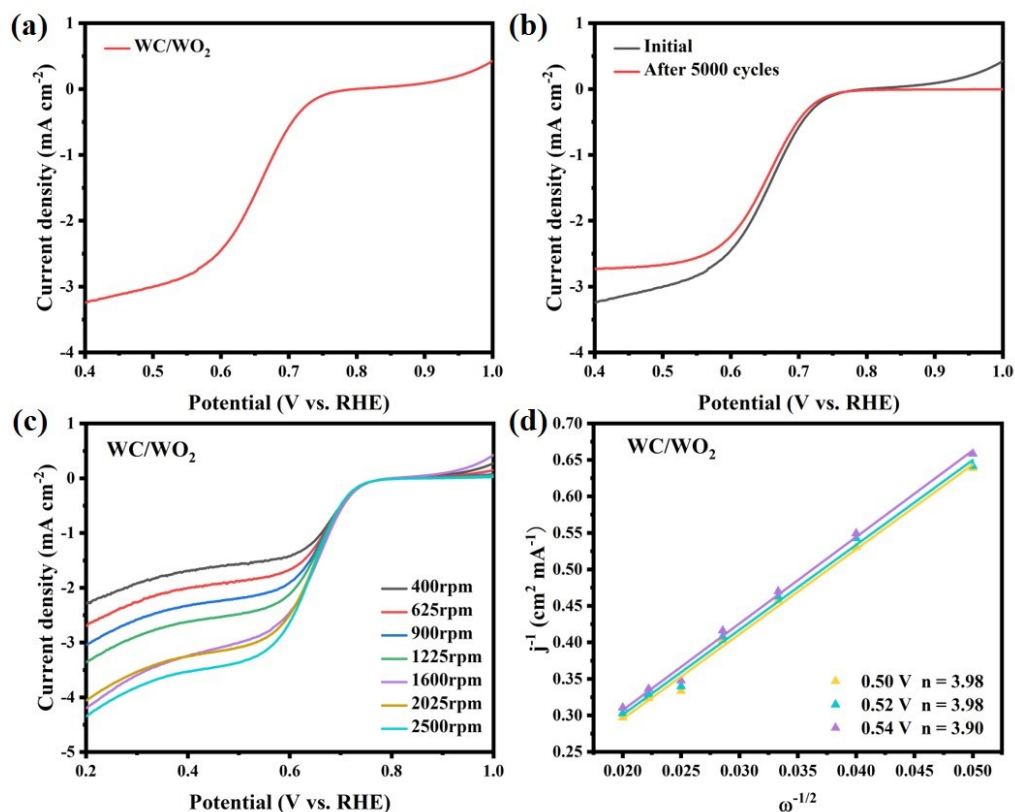 (a)
WC/WO₂
Current density (mA cm⁻²)
1
0
-1
-2
-3
-4
0.4 0.5 0.6 0.7 0.8 0.9 1.0
Potential (V vs. RHE)
(b)
Initial
After 5000 cycles
Current density (mA cm⁻²)
1
0
-1
-2
-3
-4
0.4 0.5 0.6 0.7 0.8 0.9 1.0
Potential (V vs. RHE)
(c)
WC/WO₂
Current density (mA cm⁻²)
1
0
-1
-2
-3
-4
-5
400rpm
625rpm
900rpm
1225rpm
1600rpm
2025rpm
2500rpm
0.2 0.4 0.6 0.8 1.0
Potential (V vs. RHE)
(d)
WC/WO₂
j⁻¹ (cm² mA⁻¹)
0.70
0.65
0.60
0.55
0.50
0.45
0.40
0.35
0.30
0.25
0.50 V n = 3.98
0.52 V n = 3.98
0.54 V n = 3.90
0.020 0.025 0.030 0.035 0.040 0.045 0.050
ω⁻¹/²